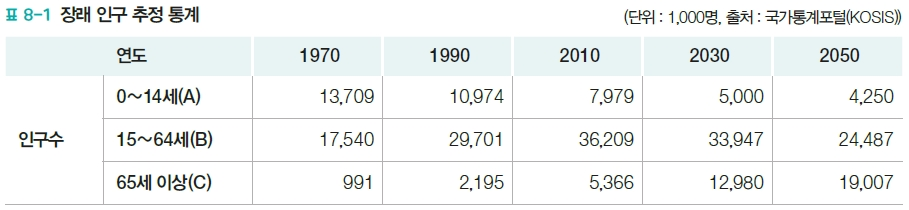 표 8-1 장래 인구 추정 통계 (단위 : 1,000명, 출처 : 국가통계포털(KOSIS))
연도 1970 1990 2010 2030 2050
0~14세(A) 13,709 10,974 7,979 5,000 4,250
인구수 15~64세(B) 17,540 29,701 36,209 33,947 24,487
65세 이상(C) 991 2,195 5,366 12,980 19,007